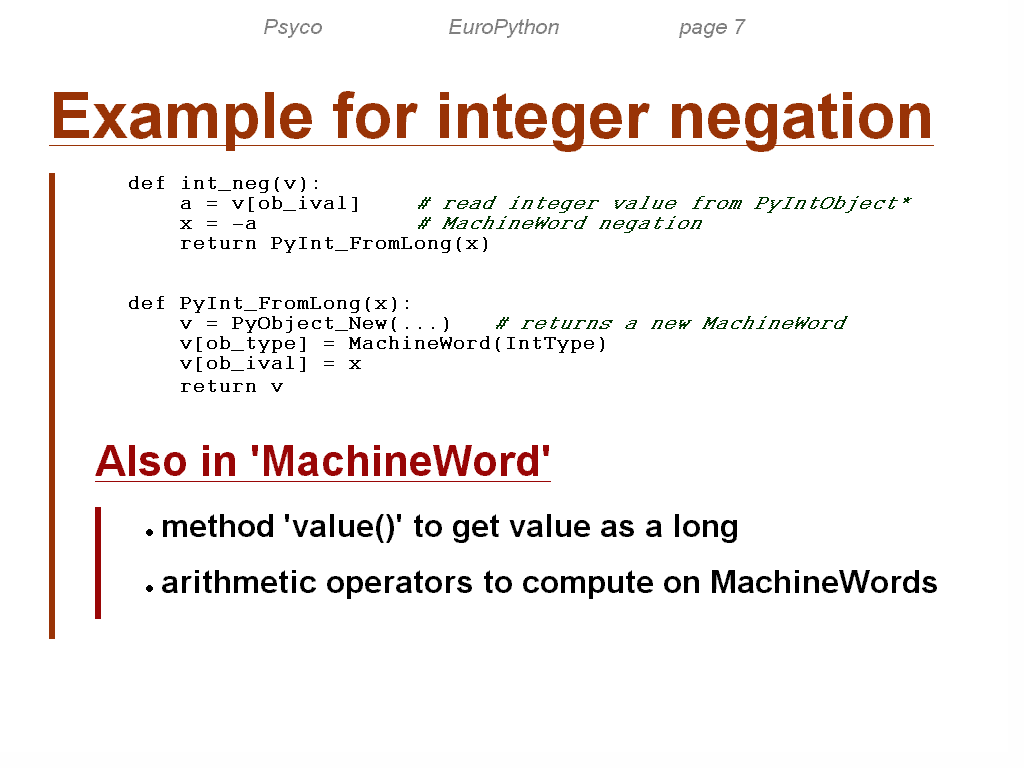 Psyco EuroPython page 7
Example for integer negation
def int_neg(v):
    a = v[ob_ival]    # read integer value from PyIntObject*
    x = -a            # MachineWord negation
    return PyInt_FromLong(x)
def PyInt_FromLong(x):
    v = PyObject_New(...)   # returns a new MachineWord
    v[ob_type] = MachineWord(IntType)
    v[ob_ival] = x
    return v
Also in 'MachineWord'
• method 'value()' to get value as a long
• arithmetic operators to compute on MachineWords